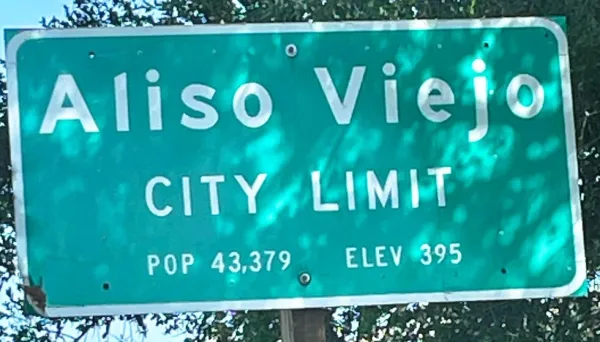 Aliso Viejo
CITY LIMIT
POP 43,379 ELEV 395